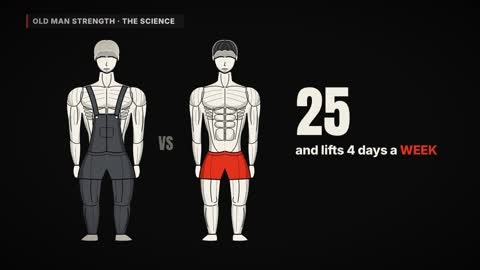 OLD MAN STRENGTH · THE SCIENCE
VS
25
and lifts 4 days a WEEK